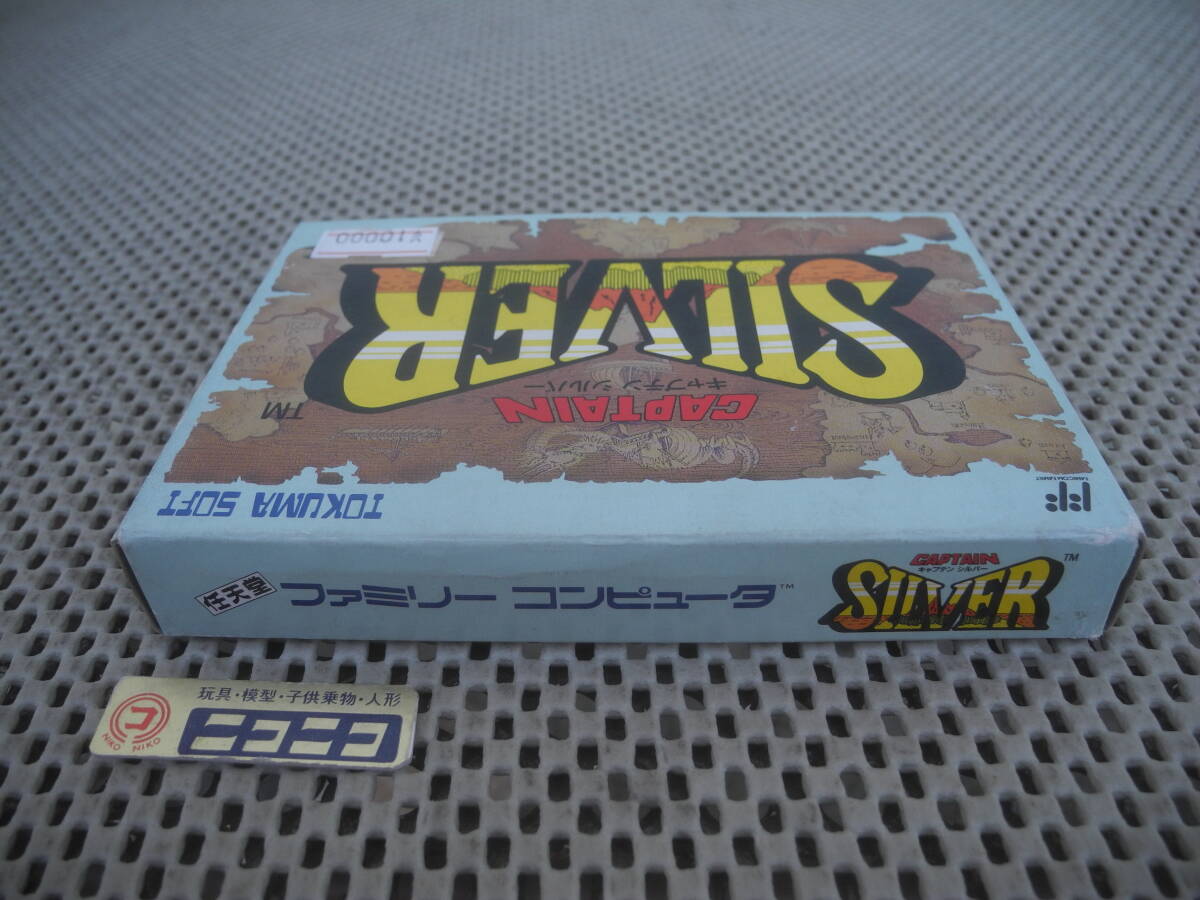 ¥10000
SILVER
キャプテン シルバー
CAPTAIN
TM
TOKUMA SOFT
任天堂
ファミリー コンピュータ™
CAPTAIN
キャプテン シルバー
SILVER
TM
玩具・模型・子供乗物・人形
ニコニコ
コ
NIKO NIKO